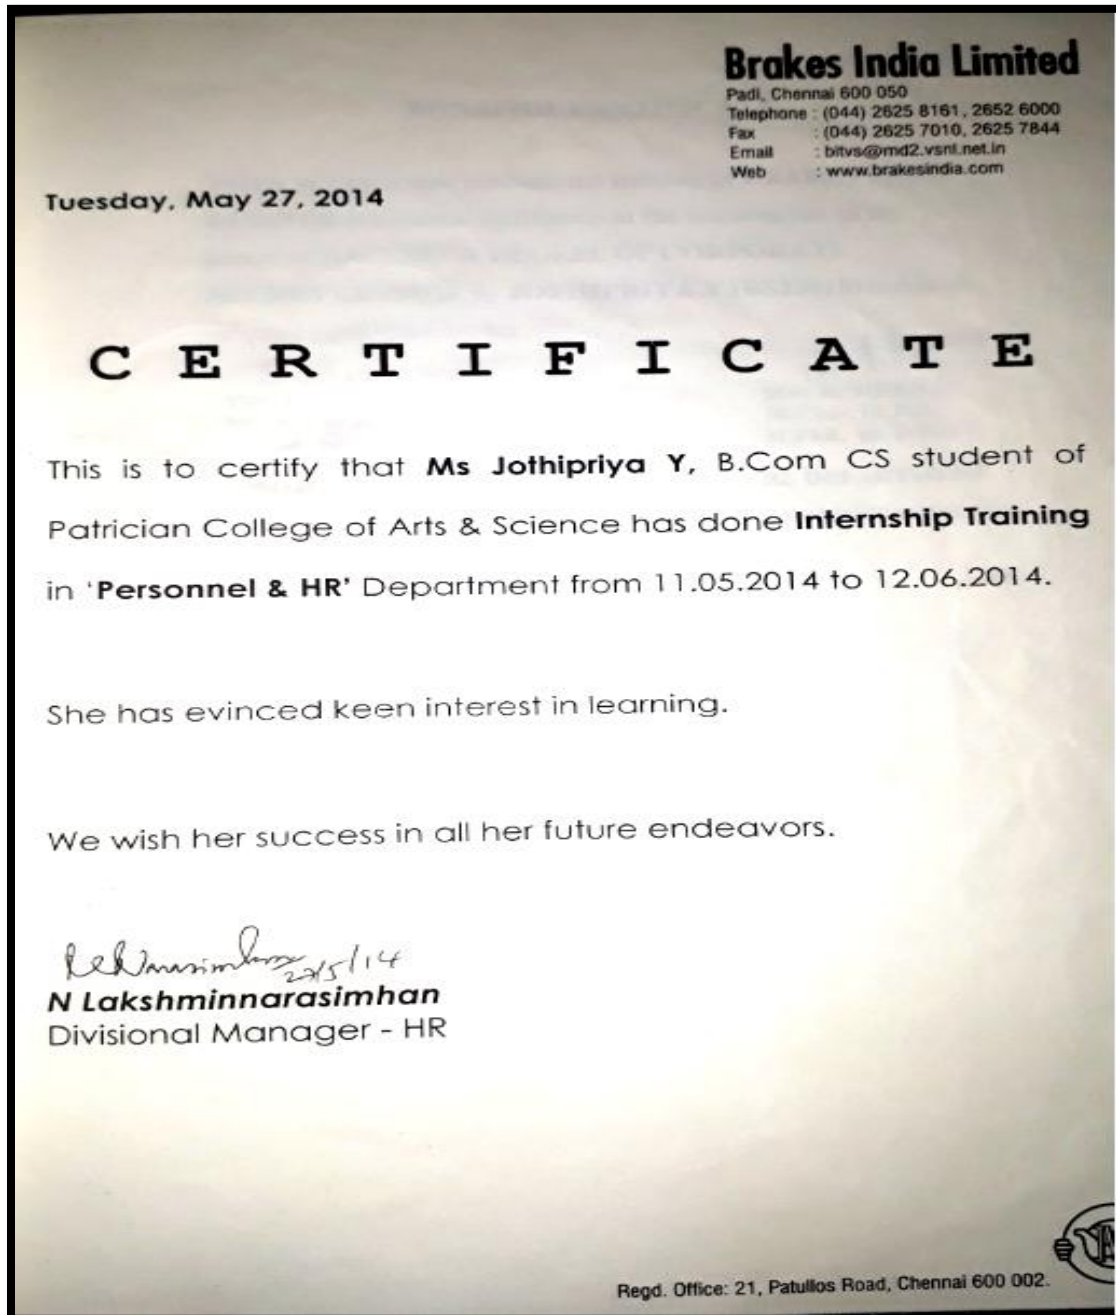 Brakes India Limited
Padi, Chennai 600 050
Telephone : (044) 2625 8161, 2652 6000
Fax : (044) 2625 7010, 2625 7844
Email : bitvs@md2.vsnl.net.in
Web : www.brakesindia.com
Tuesday, May 27, 2014
C E R T I F I C A T E
This is to certify that Ms Jothipriya Y, B.Com CS student of
Patrician College of Arts & Science has done Internship Training
in 'Personnel & HR' Department from 11.05.2014 to 12.06.2014.
She has evinced keen interest in learning.
We wish her success in all her future endeavors.
27/5/14
N Lakshminnarasimhan
Divisional Manager - HR
Regd. Office: 21, Patullos Road, Chennai 600 002.